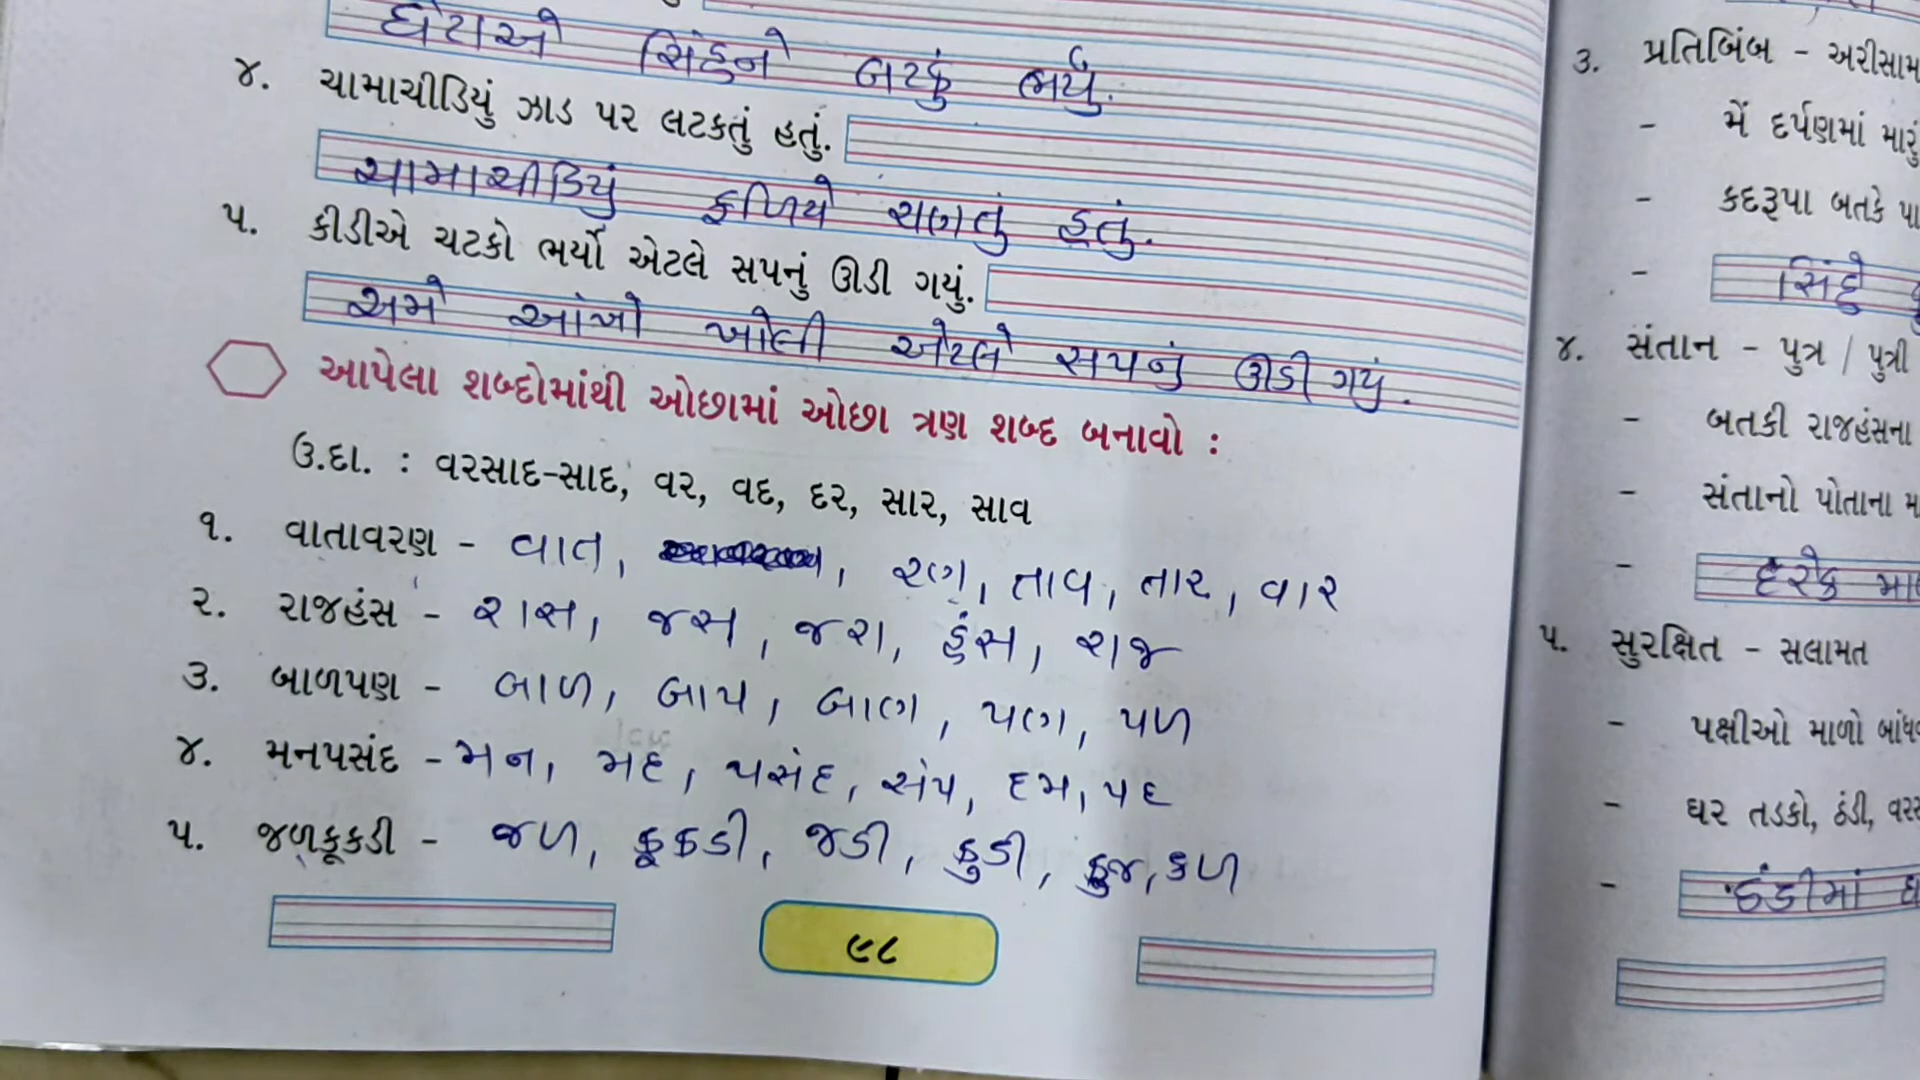 ઘેટાએ સિંહને બટકું ભર્યું.
૪. ચામાચીડિયું ઝાડ પર લટકતું હતું.
ચામાચીડિયું ફળિયે ચણતું હતું.
૫. કીડીએ ચટકો ભર્યો એટલે સપનું ઊડી ગયું.
અમે આંખો ખોલી એટલે સપનું ઊડી ગયું.
આપેલા શબ્દોમાંથી ઓછામાં ઓછા ત્રણ શબ્દ બનાવો :
ઉ.દા. : વરસાદ-સાદ, વર, વદ, દર, સાર, સાવ
૧. વાતાવરણ - વાત, રણ, તાવ, તાર, વાર
૨. રાજહંસ - રાસ, જસ, જરા, હંસ, રાજ
૩. બાળપણ - બાળ, બાપ, બાણ, પણ, પળ
૪. મનપસંદ - મન, મદ, પસંદ, સંપ, દમ, પદ
૫. જળકૂકડી - જળ, કૂકડી, જડી, કુડી, કુજ, કળ
૯૮
૩. પ્રતિબિંબ - અરીસામ
- મેં દર્પણમાં મારું
- કદરૂપા બતકે પા
- સિંહે
૪. સંતાન - પુત્ર / પુત્રી
- બતકી રાજહંસના
- સંતાનો પોતાના મ
- દરેક મા
૫. સુરક્ષિત - સલામત
- પક્ષીઓ માળો બાંધવ
- ઘર તડકો, ઠંડી, વરસ
- ઠંડીમાં ઘ